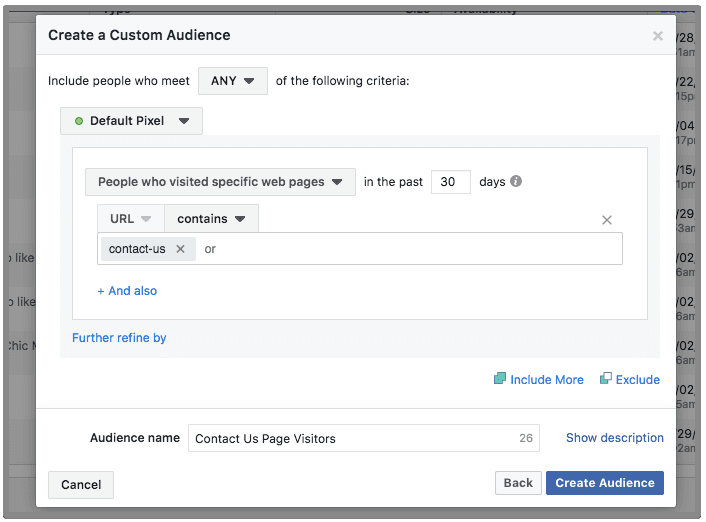 Create a Custom Audience
Include people who meet ANY of the following criteria:
Default Pixel
People who visited specific web pages in the past 30 days
URL contains
contact-us or
+ And also
Further refine by
Include More Exclude
Audience name Contact Us Page Visitors 26 Show description
Cancel Back Create Audience